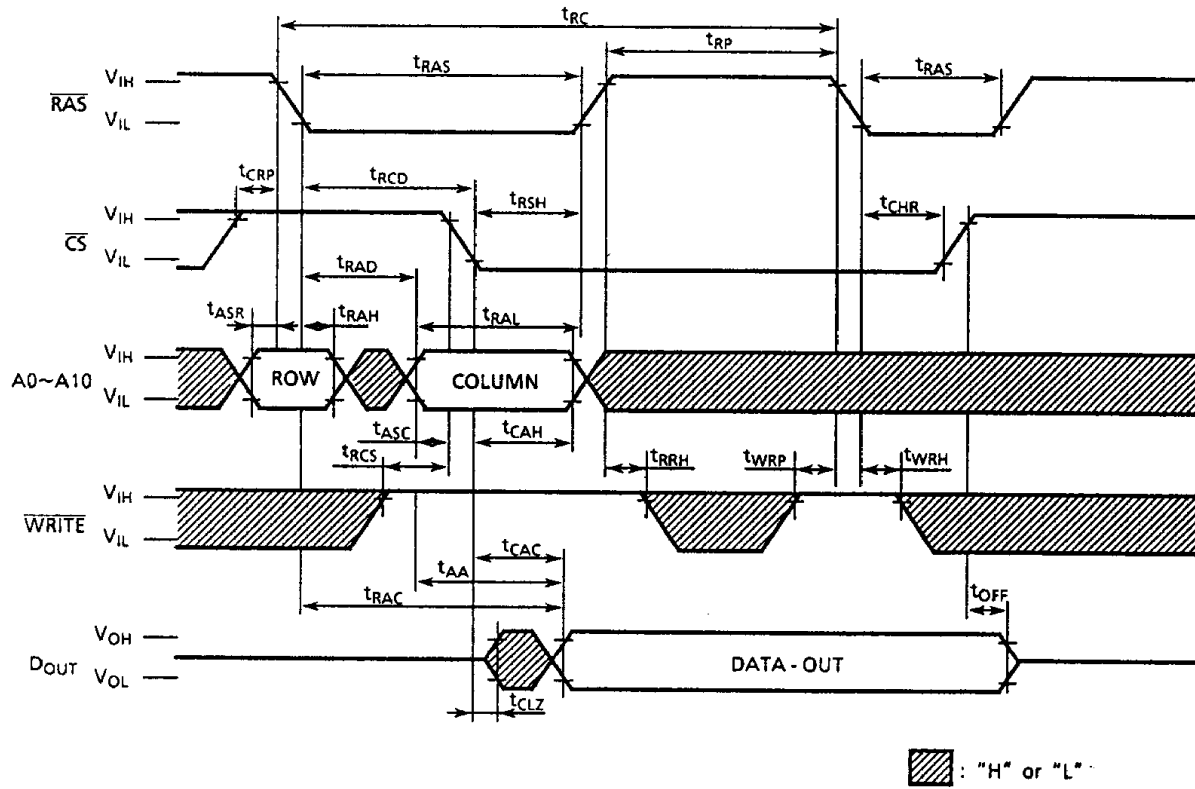 tRC
tRP
VIH
tRAS
tRAS
RAS
VIL
tCRP
tRCD
VIH
tRSH
tCHR
CS
VIL
tRAD
tASR
tRAH
tRAL
VIH
A0~A10
ROW
COLUMN
VIL
tASC
tCAH
tRCS
tRRH
tWRP
tWRH
VIH
WRITE
VIL
tCAC
tAA
tOFF
tRAC
VOH
DOUT
DATA - OUT
VOL
tCLZ
: "H" or "L"